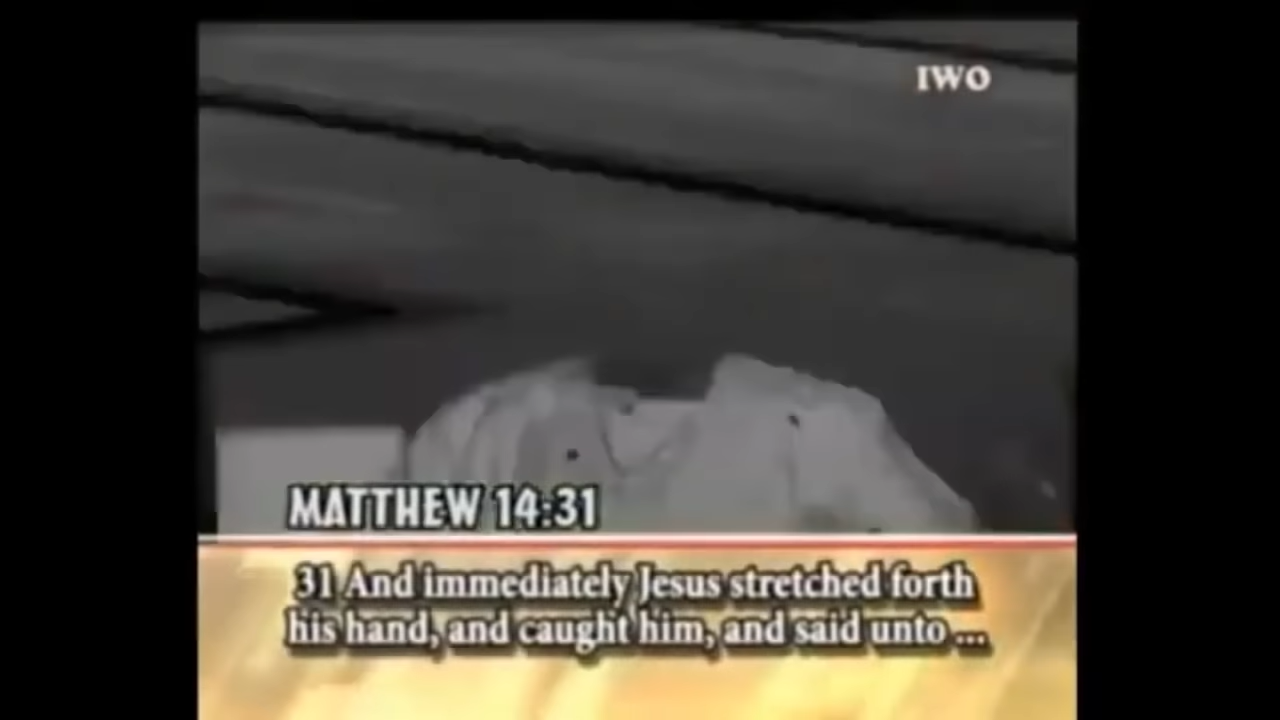 IWO
MATTHEW 14:31
31 And immediately Jesus stretched forth
his hand, and caught him, and said unto ...